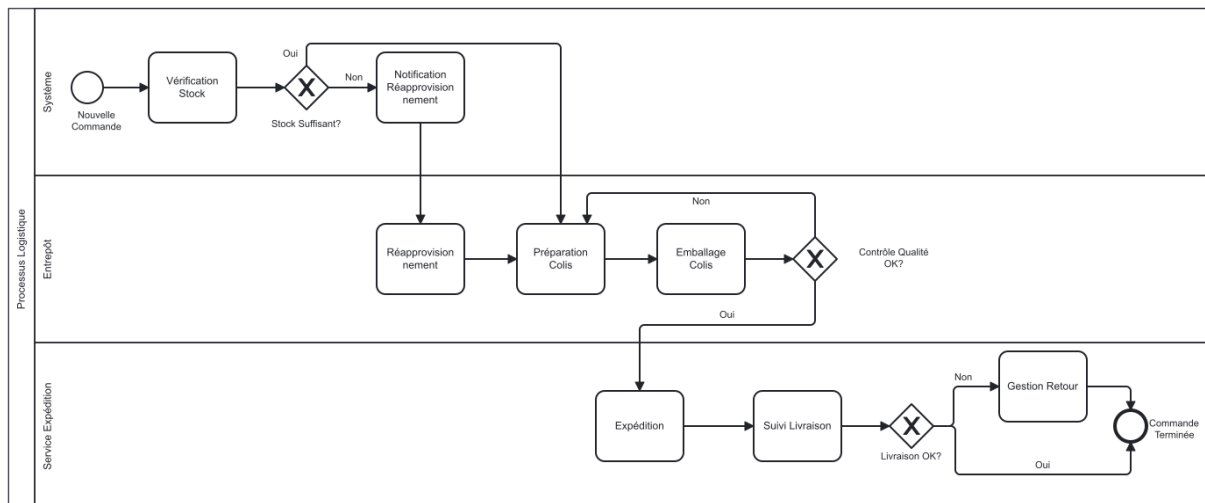 Processus Logistique
Système
Nouvelle
Commande
Vérification
Stock
Oui
Stock Suffisant?
Non
Notification
Réapprovision
nement
Entrepôt
Réapprovision
nement
Préparation
Colis
Emballage
Colis
Non
Contrôle Qualité
OK?
Oui
Service Expédition
Expédition
Suivi Livraison
Livraison OK?
Non
Gestion Retour
Oui
Commande
Terminée